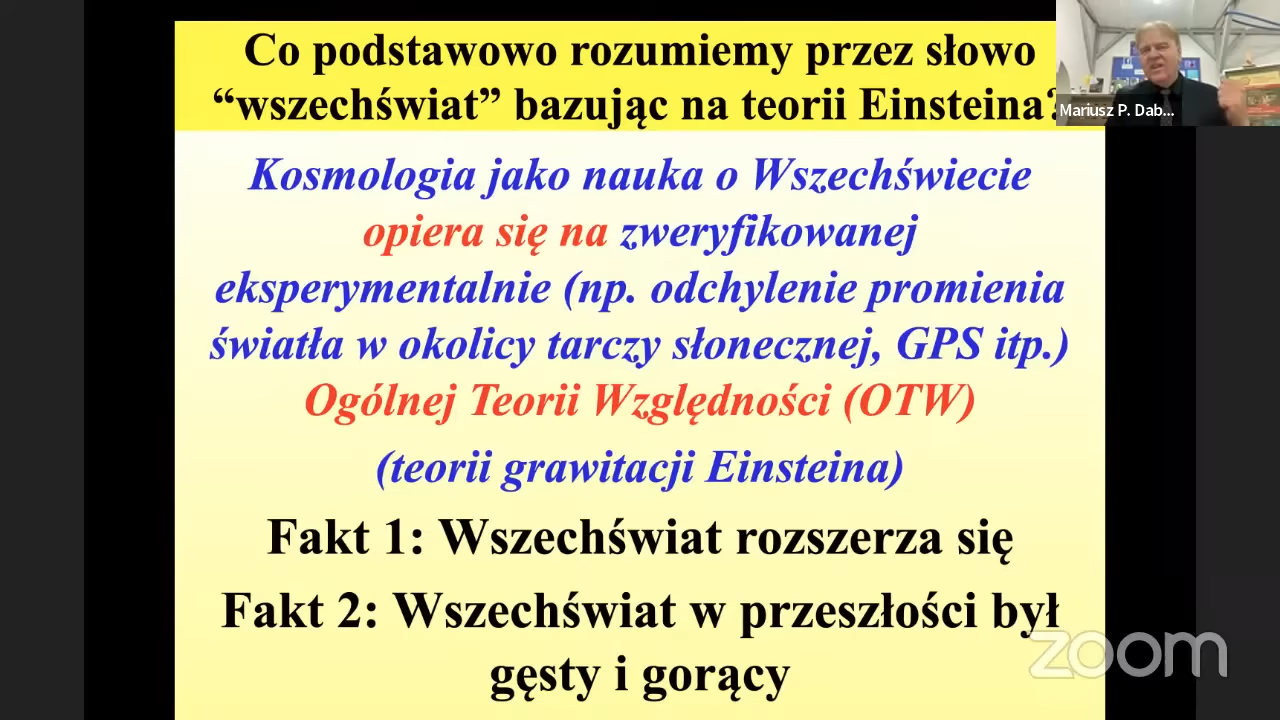 Co podstawowo rozumiemy przez słowo
“wszechświat” bazując na teorii Einsteina?
Mariusz P. Dab...
Kosmologia jako nauka o Wszechświecie
opiera się na zweryfikowanej
eksperymentalnie (np. odchylenie promienia
światła w okolicy tarczy słonecznej, GPS itp.)
Ogólnej Teorii Względności (OTW)
(teorii grawitacji Einsteina)
Fakt 1: Wszechświat rozszerza się
Fakt 2: Wszechświat w przeszłości był
gęsty i gorący
zoom